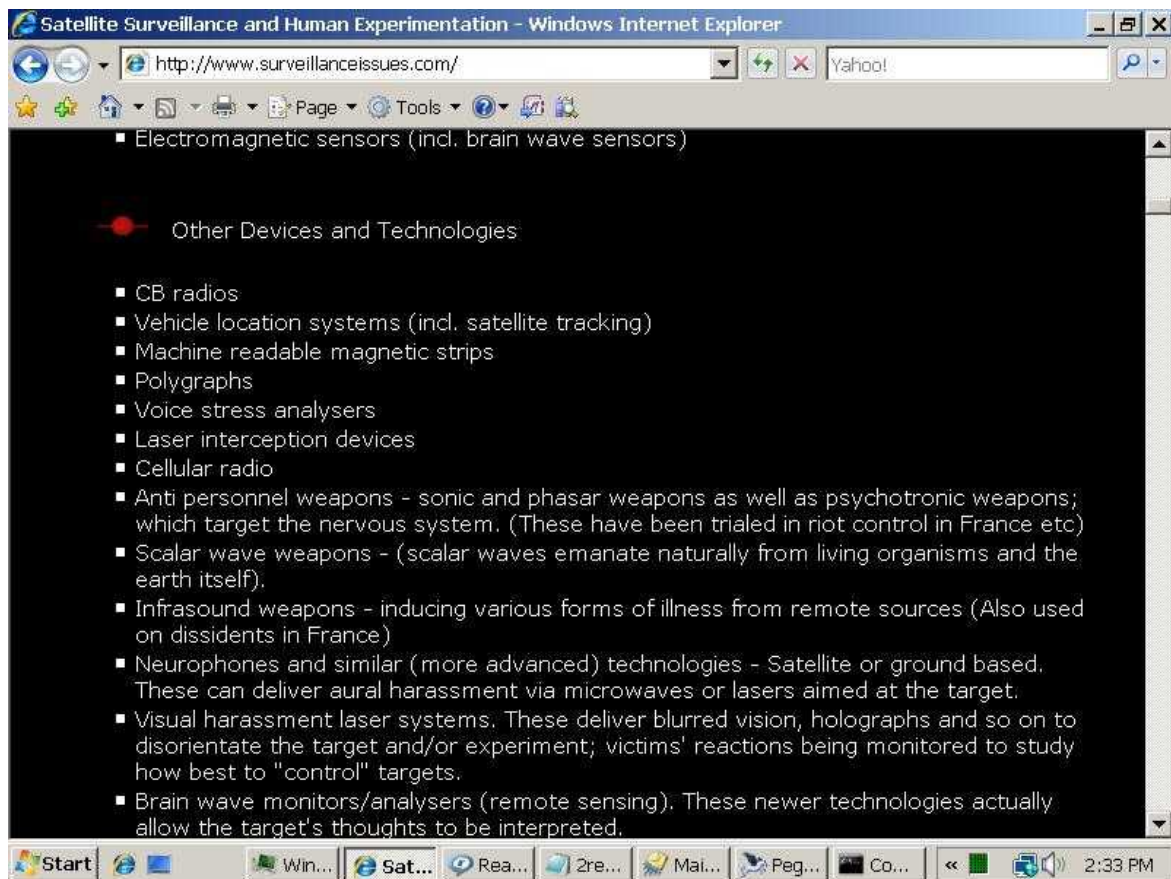 Satellite Surveillance and Human Experimentation - Windows Internet Explorer
http://www.surveillanceissues.com/
Yahoo!
Page
Tools
Electromagnetic sensors (incl. brain wave sensors)
Other Devices and Technologies
CB radios
Vehicle location systems (incl. satellite tracking)
Machine readable magnetic strips
Polygraphs
Voice stress analysers
Laser interception devices
Cellular radio
Anti personnel weapons - sonic and phasar weapons as well as psychotronic weapons;
which target the nervous system. (These have been trialed in riot control in France etc)
Scalar wave weapons - (scalar waves emanate naturally from living organisms and the
earth itself).
Infrasound weapons - inducing various forms of illness from remote sources (Also used
on dissidents in France)
Neurophones and similar (more advanced) technologies - Satellite or ground based.
These can deliver aural harassment via microwaves or lasers aimed at the target.
Visual harassment laser systems. These deliver blurred vision, holographs and so on to
disorientate the target and/or experiment; victims' reactions being monitored to study
how best to "control" targets.
Brain wave monitors/analysers (remote sensing). These newer technologies actually
allow the target's thoughts to be interpreted.
Start
Win...
Sat...
Rea...
2re...
Mai...
Peg...
Co...
«
2:33 PM